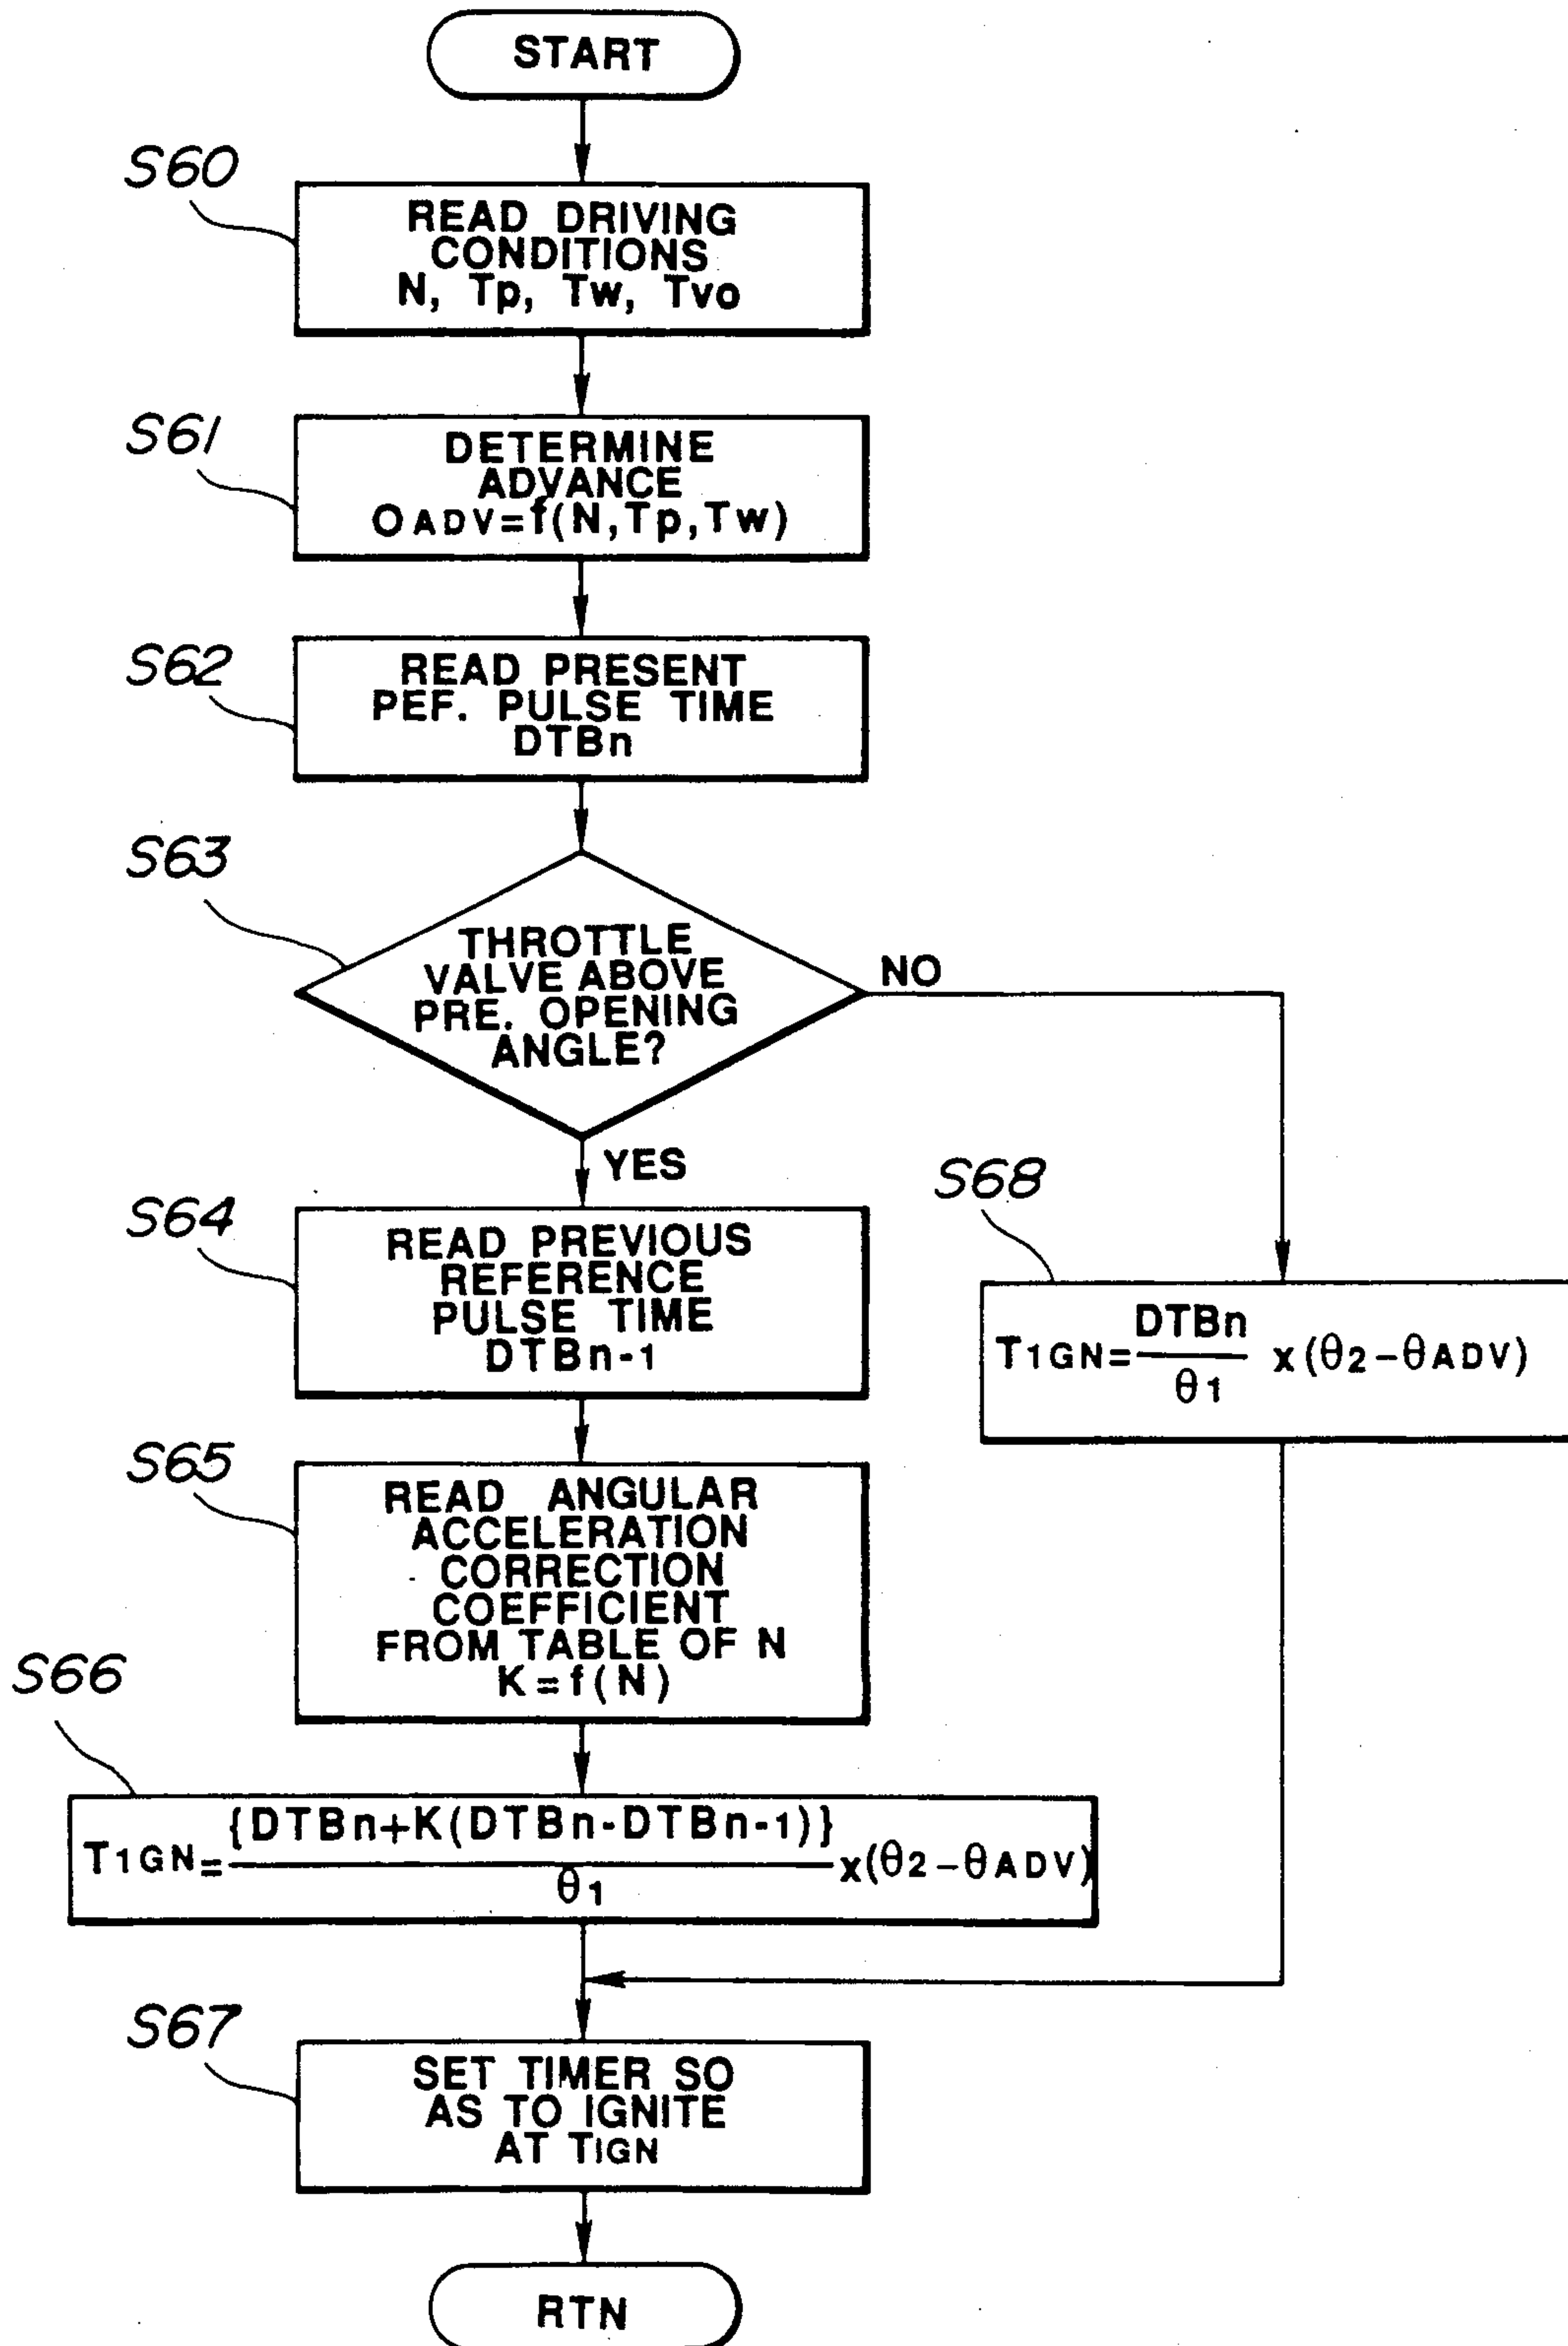 START
S60
READ DRIVING
CONDITIONS
N, Tp, Tw, Tvo
S61
DETERMINE
ADVANCE
OADV=f(N,Tp,Tw)
S62
READ PRESENT
PEF. PULSE TIME
DTBn
S63
THROTTLE
VALVE ABOVE
PRE. OPENING
ANGLE?
NO
YES
S64
READ PREVIOUS
REFERENCE
PULSE TIME
DTBn-1
S68
T1GN=DTBn/θ1 x(θ2-θADV)
S65
READ ANGULAR
ACCELERATION
CORRECTION
COEFFICIENT
FROM TABLE OF N
K=f(N)
S66
T1GN={DTBn+K(DTBn-DTBn-1)}/θ1 x(θ2-θADV)
S67
SET TIMER SO
AS TO IGNITE
AT TIGN
RTN